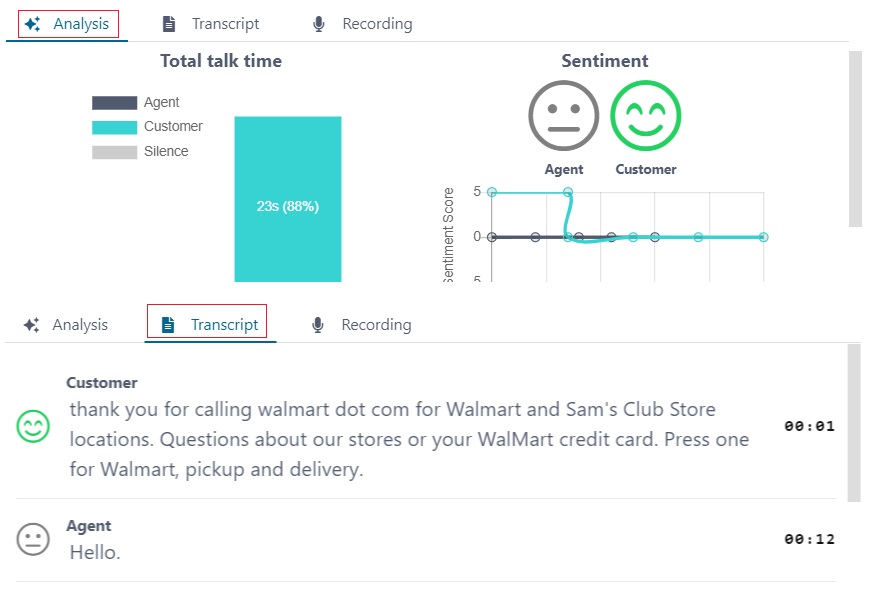 Analysis Transcript Recording
Total talk time
Sentiment
Agent
Customer
Silence
23s (88%)
Agent Customer
Sentiment Score
5
0
5
Analysis Transcript Recording
Customer
thank you for calling walmart dot com for Walmart and Sam's Club Store
locations. Questions about our stores or your WalMart credit card. Press one
for Walmart, pickup and delivery.
00:01
Agent
Hello.
00:12